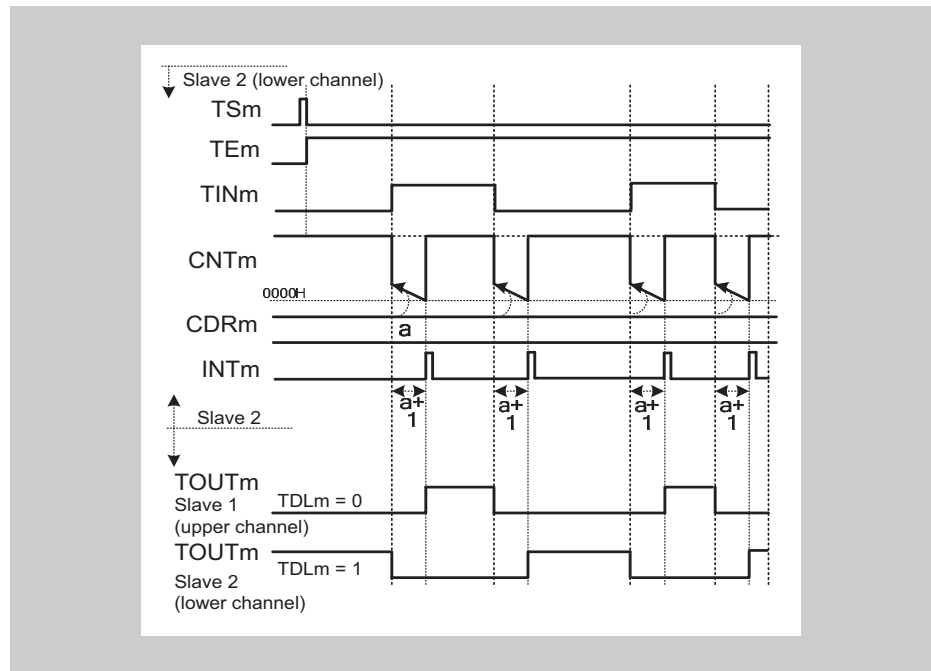 Slave 2 (lower channel)
TSm
TEm
TINm
CNTm
0000H
CDRm
a
INTm
a+
1
a+
1
a+
1
a+
1
Slave 2
TOUTm
Slave 1
TDLm = 0
(upper channel)
TOUTm
TDLm = 1
Slave 2
(lower channel)